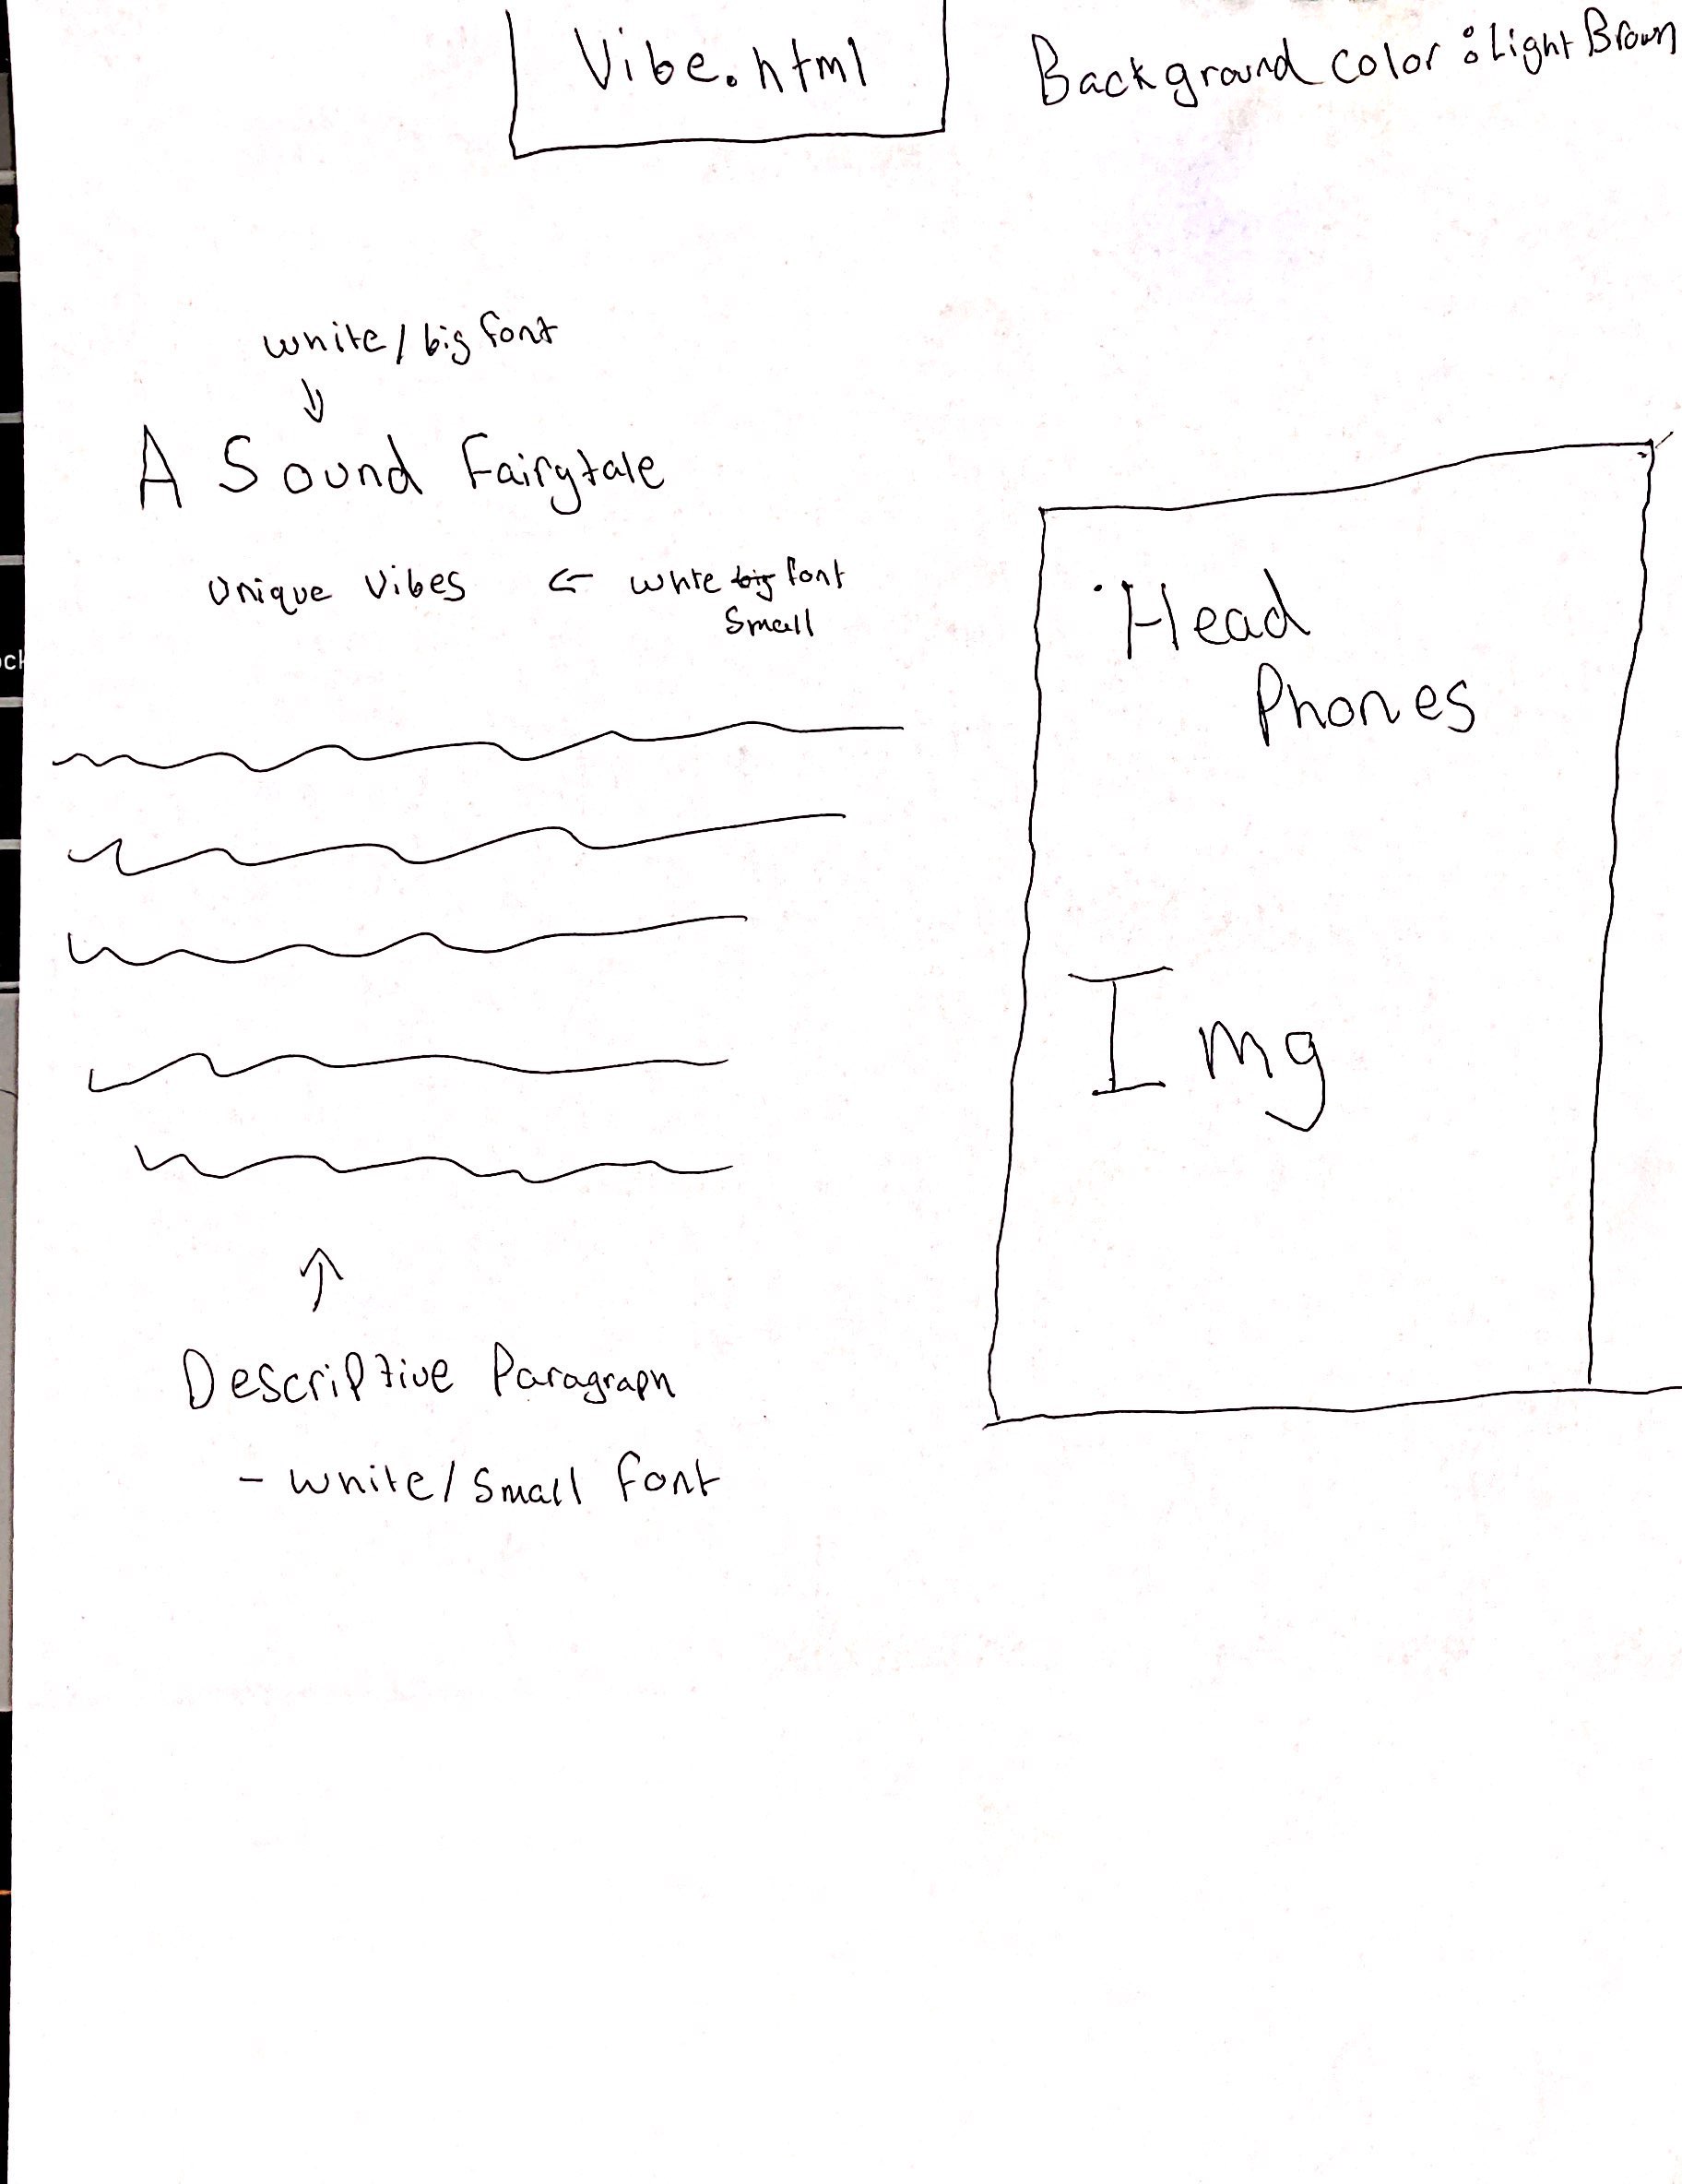 Vibe.html
Background color : Light Brown
white / big font
A Sound Fairytale
Unique Vibes ← white big font
Small
Head
Phones
Img
Descriptive Paragraph
- white / Small font